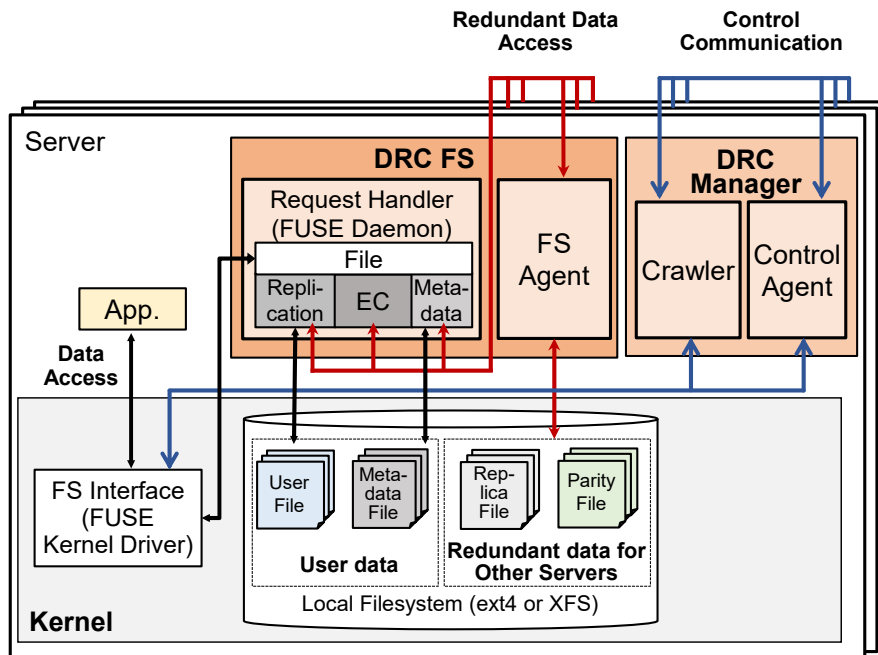 Redundant Data
Access
Control
Communication
Server
DRC FS
DRC
Manager
Request Handler
(FUSE Daemon)
File
Repli-
cation
EC
Meta-
data
FS
Agent
Crawler
Control
Agent
App.
Data
Access
FS Interface
(FUSE
Kernel Driver)
User
File
Meta-
data
File
Rep-
lica
File
Parity
File
User data
Redundant data for
Other Servers
Local Filesystem (ext4 or XFS)
Kernel